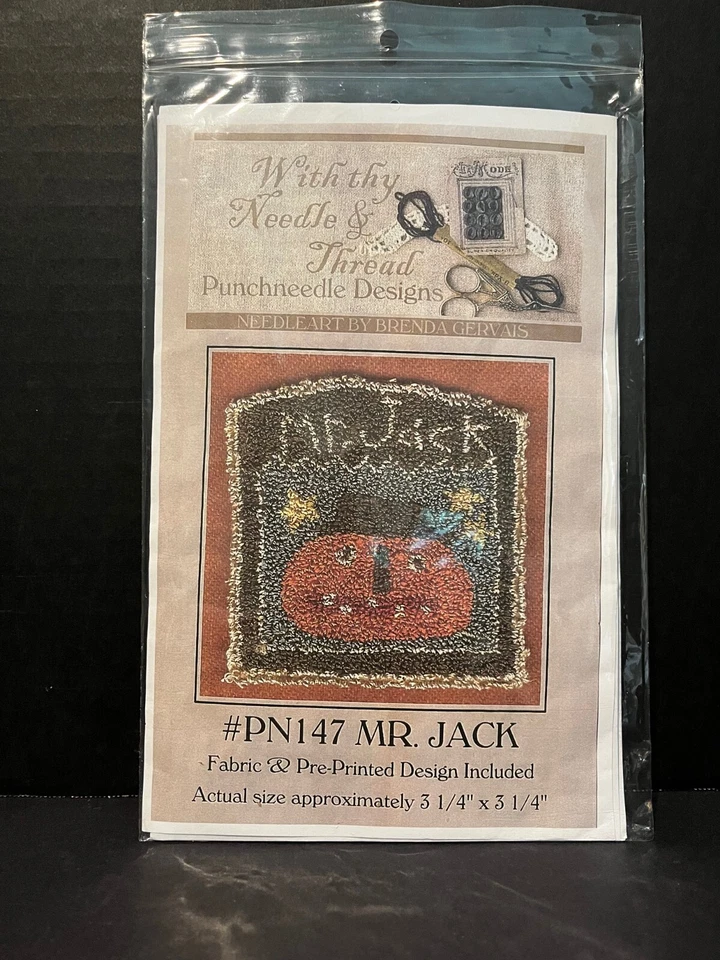 With thy
Needle &
Thread
Punchneedle Designs
NEEDLEART BY BRENDA GERVAIS
Mr. Jack
#PN147 MR. JACK
Fabric & Pre-Printed Design Included
Actual size approximately 3 1/4" x 3 1/4"